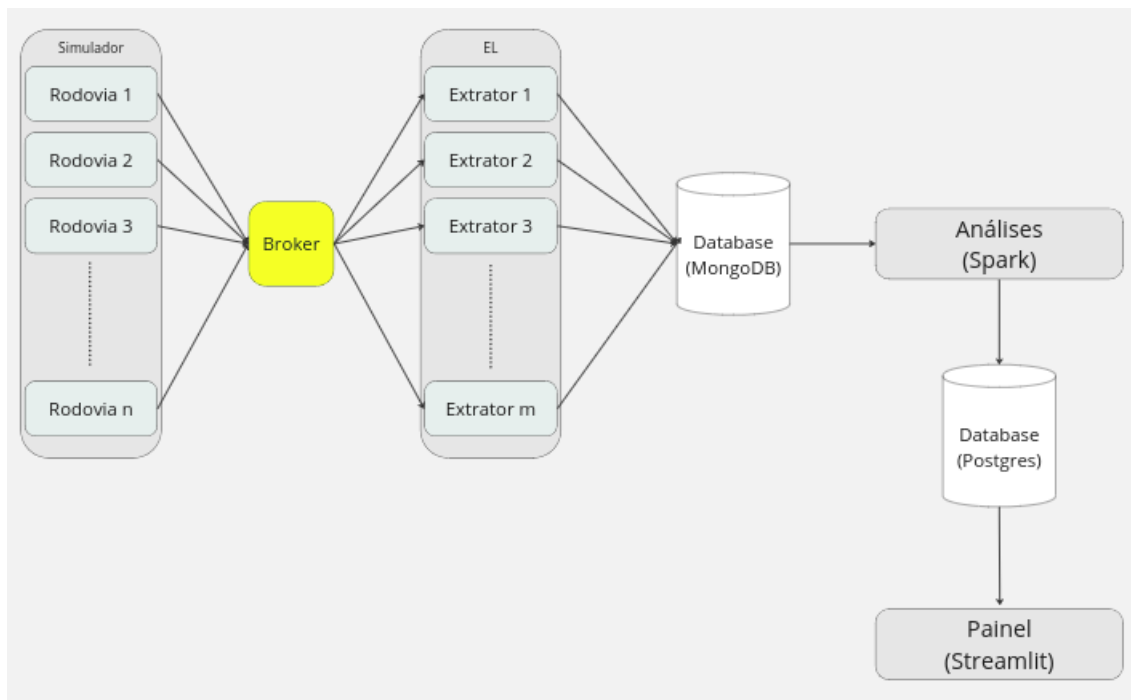 Simulador
Rodovia 1
Rodovia 2
Rodovia 3
Rodovia n
Broker
EL
Extrator 1
Extrator 2
Extrator 3
Extrator m
Database
(MongoDB)
Análises
(Spark)
Database
(Postgres)
Painel
(Streamlit)